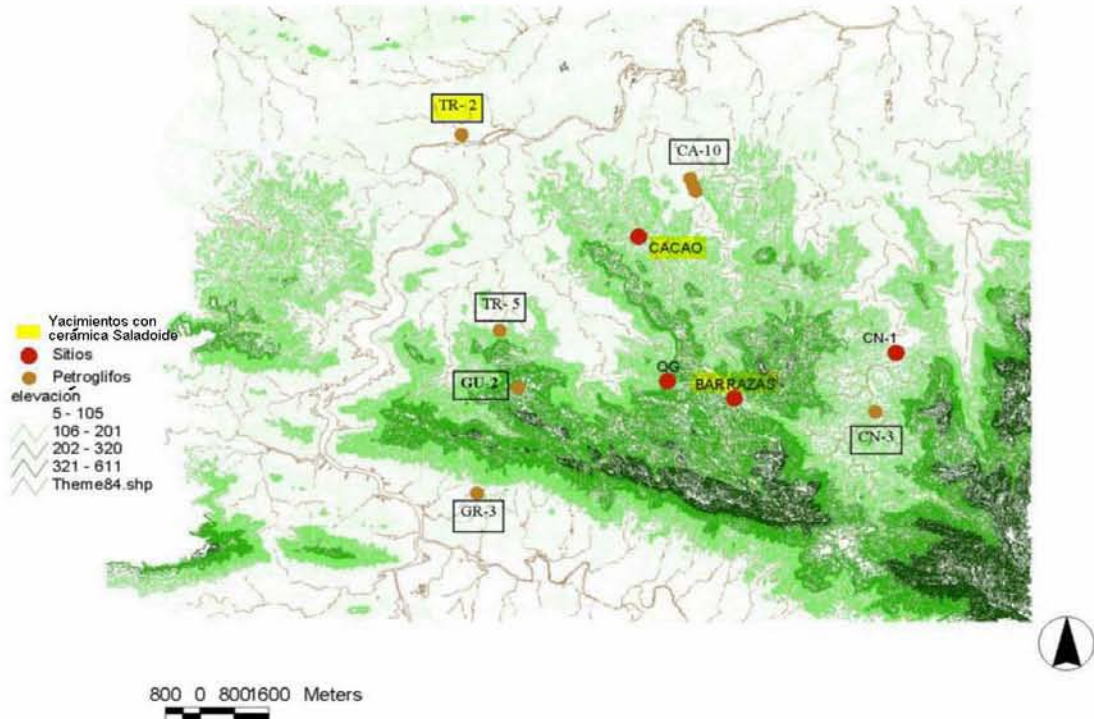 TR- 2
CA-10
CACAO
TR- 5
CN-1
QG
BARRAZAS
GU-2
CN-3
GR-3
Yacimientos con
cerámica Saladoide
Sitios
Petroglifos
elevación
5 - 105
106 - 201
202 - 320
321 - 611
Theme84.shp
800 0 8001600 Meters